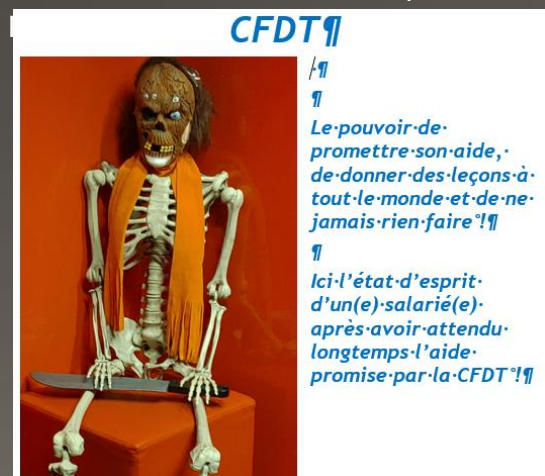 CFDT¶
¶
¶
Le·pouvoir·de·
promettre·son·aide,·
de·donner·des·leçons·à·
tout·le·monde·et·de·ne·
jamais·rien·faire°!¶
¶
Ici·l’état·d’esprit·
d’un(e)·salarié(e)·
après·avoir·attendu·
longtemps·l’aide·
promise·par·la·CFDT°!¶